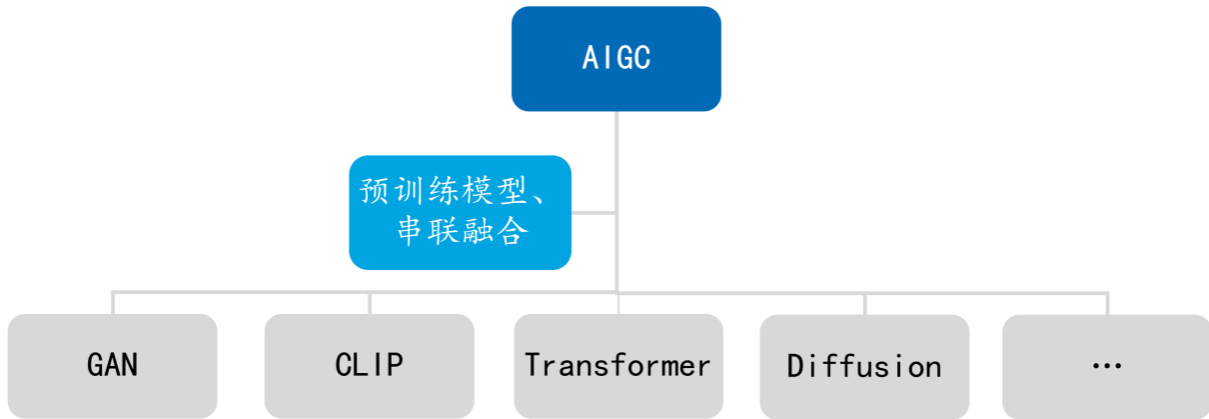 AIGC
预训练模型、
串联融合
GAN
CLIP
Transformer
Diffusion
…